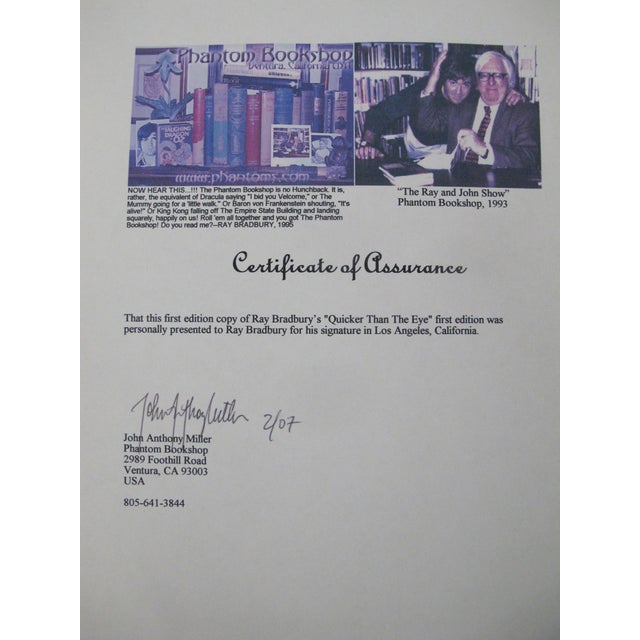 Phantom Bookshop
Ventura, California
www.phantoms.com
NOW HEAR THIS...!!! The Phantom Bookshop is no Hunchback. It is,
rather, the equivalent of Dracula saying "I bid you Velcome," or The
Mummy going for a 'little walk." Or Baron von Frankenstein shouting, "It's
alive!" Or King Kong falling off The Empire State Building and landing
squarely, happily on us! Roll 'em all together and you got The Phantom
Bookshop! Do you read me?--RAY BRADBURY, 1995
"The Ray and John Show"
Phantom Bookshop, 1993
Certificate of Assurance
That this first edition copy of Ray Bradbury's "Quicker Than The Eye" first edition was
personally presented to Ray Bradbury for his signature in Los Angeles, California.
2/07
John Anthony Miller
Phantom Bookshop
2989 Foothill Road
Ventura, CA 93003
USA
805-641-3844